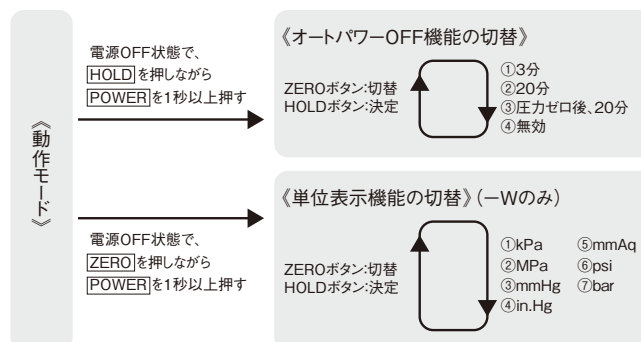 《動作モード》
電源OFF状態で、
HOLDを押しながら
POWERを1秒以上押す
《オートパワーOFF機能の切替》
ZEROボタン:切替
HOLDボタン:決定
①3分
②20分
③圧力ゼロ後、20分
④無効
電源OFF状態で、
ZEROを押しながら
POWERを1秒以上押す
《単位表示機能の切替》(ーWのみ)
ZEROボタン:切替
HOLDボタン:決定
①kPa
②MPa
③mmHg
④in.Hg
⑤mmAq
⑥psi
⑦bar